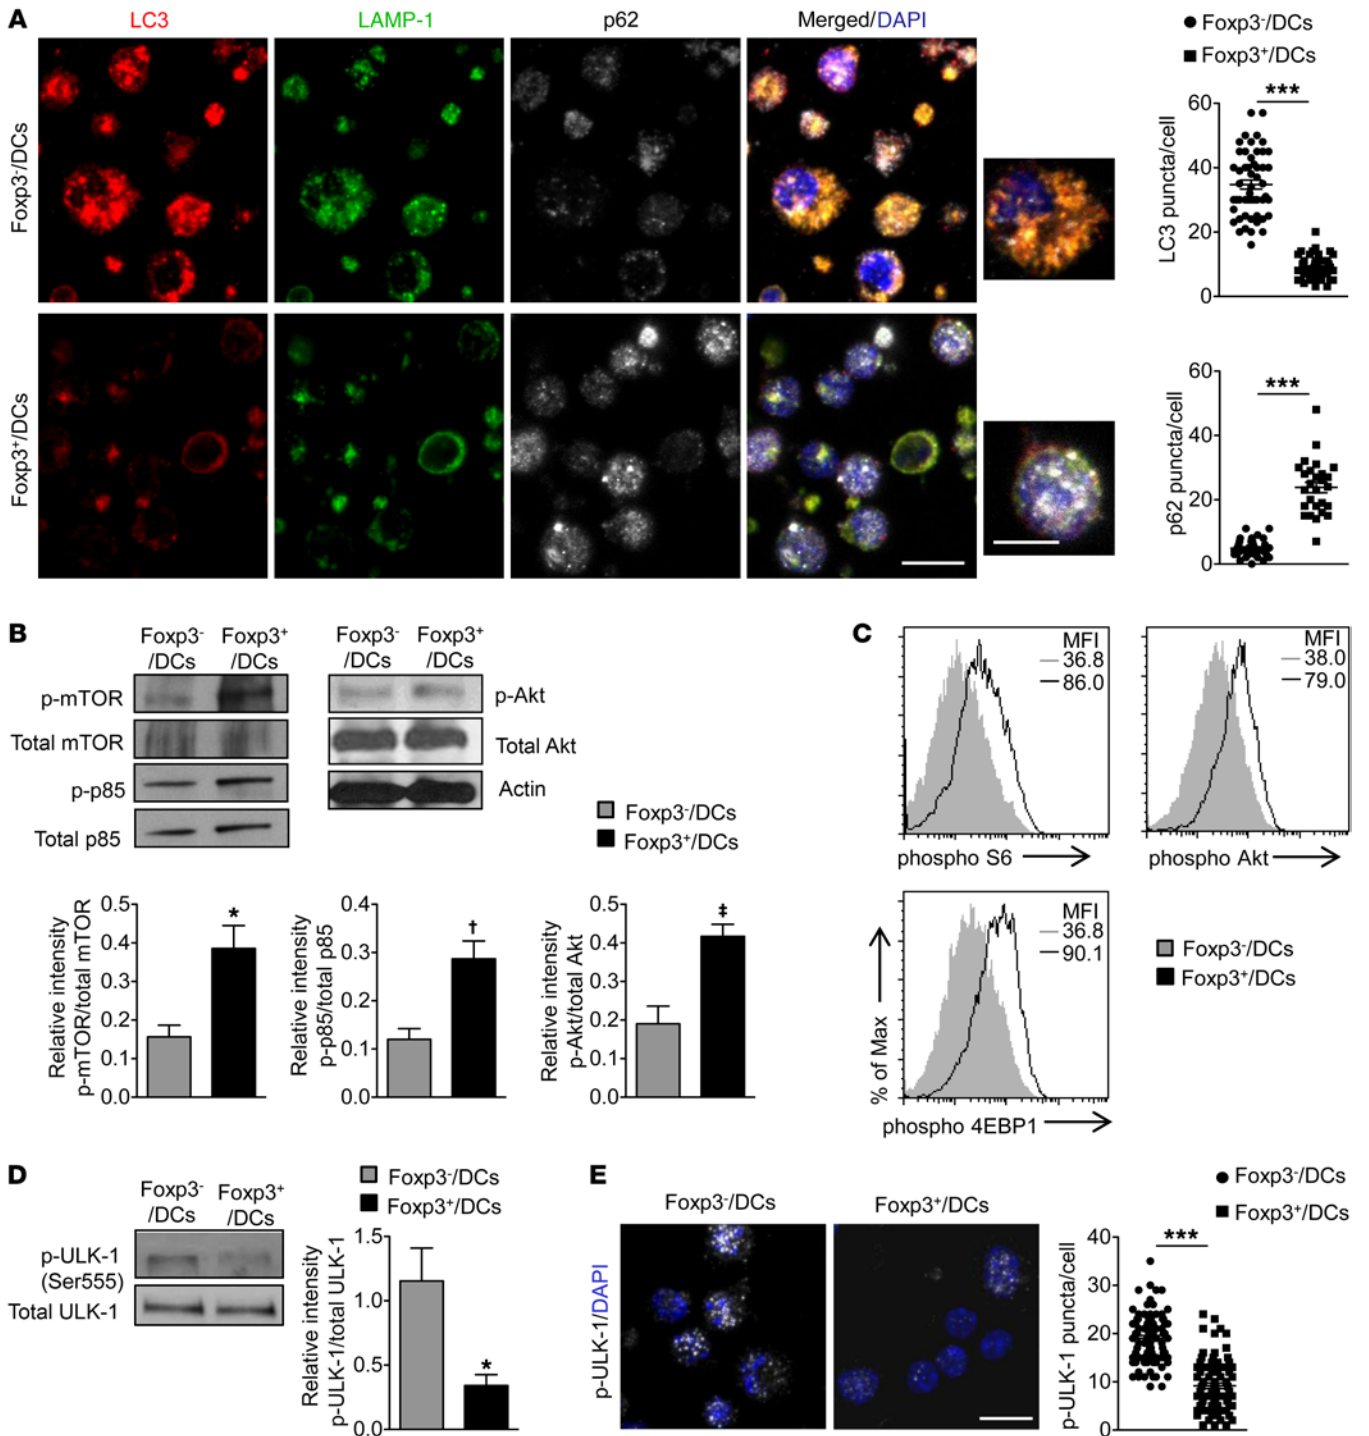 A
LC3
LAMP-1
p62
Merged/DAPI
Foxp3-/DCs
Foxp3+/DCs
Foxp3-/DCs
Foxp3+/DCs
***
LC3 puncta/cell
60
40
20
0
***
p62 puncta/cell
60
40
20
0
B
Foxp3-
/DCs
Foxp3+
/DCs
p-mTOR
Total mTOR
p-p85
Total p85
Foxp3-
/DCs
Foxp3+
/DCs
p-Akt
Total Akt
Actin
Foxp3-/DCs
Foxp3+/DCs
Relative intensity
p-mTOR/total mTOR
0.5
0.4
0.3
0.2
0.1
0.0
*
Relative intensity
p-p85/total p85
0.4
0.3
0.2
0.1
0.0
†
Relative intensity
p-Akt/total Akt
0.5
0.4
0.3
0.2
0.1
0.0
‡
C
MFI
36.8
86.0
phospho S6
MFI
38.0
79.0
phospho Akt
MFI
36.8
90.1
% of Max
phospho 4EBP1
Foxp3-/DCs
Foxp3+/DCs
D
Foxp3-
/DCs
Foxp3+
/DCs
p-ULK-1
(Ser555)
Total ULK-1
Foxp3-/DCs
Foxp3+/DCs
Relative intensity
p-ULK-1/total ULK-1
1.5
1.0
0.5
0.0
*
E
Foxp3-/DCs
Foxp3+/DCs
p-ULK-1/DAPI
Foxp3-/DCs
Foxp3+/DCs
***
p-ULK-1 puncta/cell
40
30
20
10
0